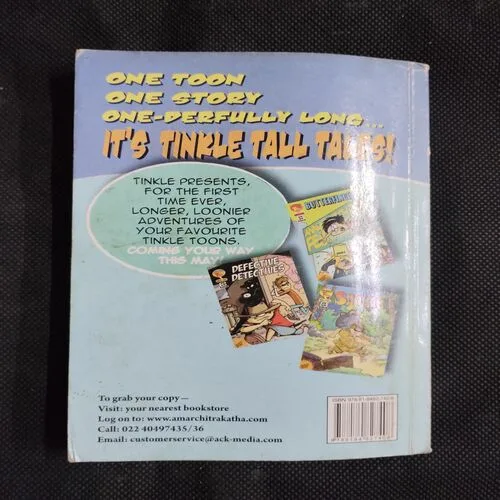 ONE TOON
ONE STORY
ONE-DERFULLY LONG...
IT'S TINKLE TALL TALES!
TINKLE PRESENTS,
FOR THE FIRST
TIME EVER,
LONGER, LOONIER
ADVENTURES OF
YOUR FAVOURITE
TINKLE TOONS.
COMING YOUR WAY
THIS MAY!
DEFECTIVE
DETECTIVES
To grab your copy—
Visit: your nearest bookstore
Log on to: www.amarchitrakatha.com
Call: 022 40497435/36
Email: customerservice@ack-media.com
ISBN